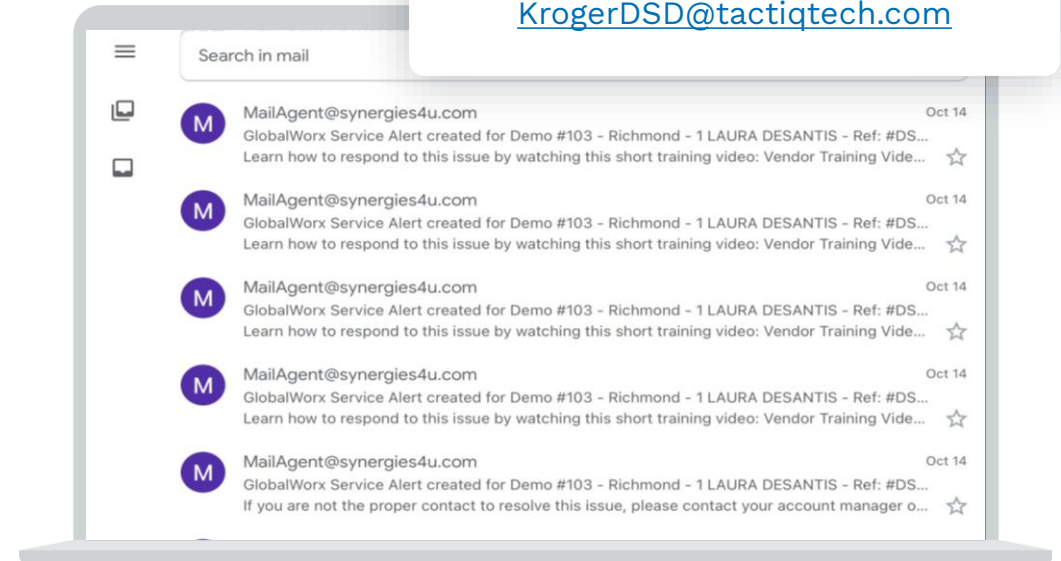 KrogerDSD@tactiqtech.com
Search in mail
M
MailAgent@synergies4u.com
Oct 14
GlobalWorx Service Alert created for Demo #103 - Richmond - 1 LAURA DESANTIS - Ref: #DS...
Learn how to respond to this issue by watching this short training video: Vendor Training Vide...
M
MailAgent@synergies4u.com
Oct 14
GlobalWorx Service Alert created for Demo #103 - Richmond - 1 LAURA DESANTIS - Ref: #DS...
Learn how to respond to this issue by watching this short training video: Vendor Training Vide...
M
MailAgent@synergies4u.com
Oct 14
GlobalWorx Service Alert created for Demo #103 - Richmond - 1 LAURA DESANTIS - Ref: #DS...
Learn how to respond to this issue by watching this short training video: Vendor Training Vide...
M
MailAgent@synergies4u.com
Oct 14
GlobalWorx Service Alert created for Demo #103 - Richmond - 1 LAURA DESANTIS - Ref: #DS...
Learn how to respond to this issue by watching this short training video: Vendor Training Vide...
M
MailAgent@synergies4u.com
Oct 14
GlobalWorx Service Alert created for Demo #103 - Richmond - 1 LAURA DESANTIS - Ref: #DS...
If you are not the proper contact to resolve this issue, please contact your account manager o...